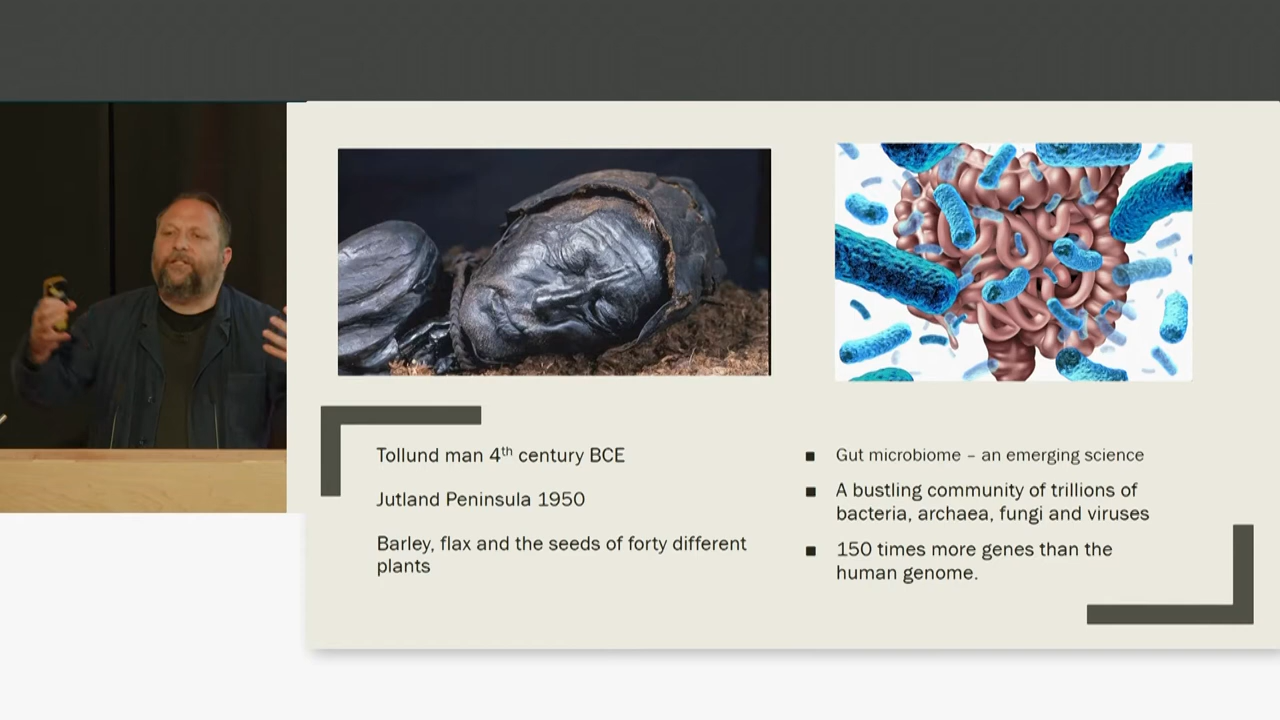 Tollund man 4th century BCE
Jutland Peninsula 1950
Barley, flax and the seeds of forty different
plants
Gut microbiome – an emerging science
A bustling community of trillions of
bacteria, archaea, fungi and viruses
150 times more genes than the
human genome.